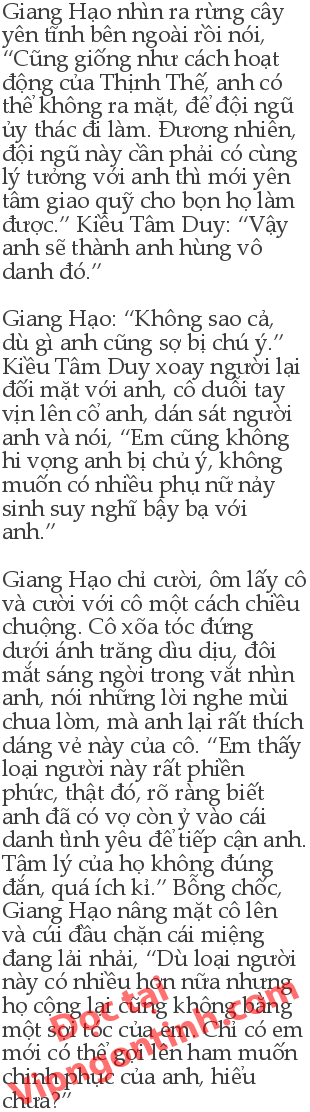 Giang Hạo nhìn ra rừng cây
yên tĩnh bên ngoài rồi nói,
“Cũng giống như cách hoạt
động của Thịnh Thế, anh có
thể không ra mặt, để đội ngũ
ủy thác đi làm. Đương nhiên,
đội ngũ này cần phải có cùng
lý tưởng với anh thì mới yên
tâm giao quỹ cho bọn họ làm
được.” Kiều Tâm Duy: “Vậy
anh sẽ thành anh hùng vô
danh đó.”
Giang Hạo: “Không sao cả,
dù gì anh cũng sợ bị chú ý.”
Kiều Tâm Duy xoay người lại
đối mặt với anh, cô duỗi tay
vịn lên cổ anh, dán sát người
anh và nói, “Em cũng không
hi vọng anh bị chủ ý, không
muốn có nhiều phụ nữ nảy
sinh suy nghĩ bậy bạ với
anh.”
Giang Hạo chỉ cười, ôm lấy cô
và cười với cô một cách chiều
chuộng. Cô xõa tóc đứng
dưới ánh trăng dìu dịu, đôi
mắt sáng ngời trong vắt nhìn
anh, nói những lời nghe mùi
chua lòm, mà anh lại rất thích
dáng vẻ này của cô. “Em thấy
loại người này rất phiền
phức, thật đó, rõ ràng biết
anh đã có vợ còn ỷ vào cái
danh tình yêu để tiếp cận anh.
Tâm lý của họ không đúng
đắn, quá ích kỉ.” Bỗng chốc,
Giang Hạo nâng mặt cô lên
và cúi đầu chặn cái miệng
đang lải nhải, “Dù loại người
này có nhiều hơn nữa nhưng
họ cộng lại cũng không bằng
một sợi tóc của em. Chỉ có em
mới có thể gợi lên ham muốn
chinh phục của anh, hiểu
chưa?”
Đọc tại
Vipngontinh.com